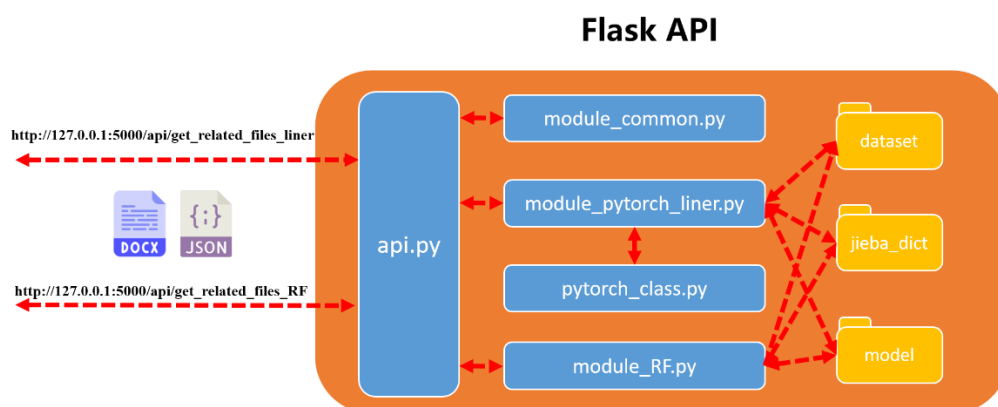 Flask API
http://127.0.0.1:5000/api/get_related_files_liner
DOCX
{;}
JSON
http://127.0.0.1:5000/api/get_related_files_RF
api.py
module_common.py
module_pytorch_liner.py
pytorch_class.py
module_RF.py
dataset
jieba_dict
model